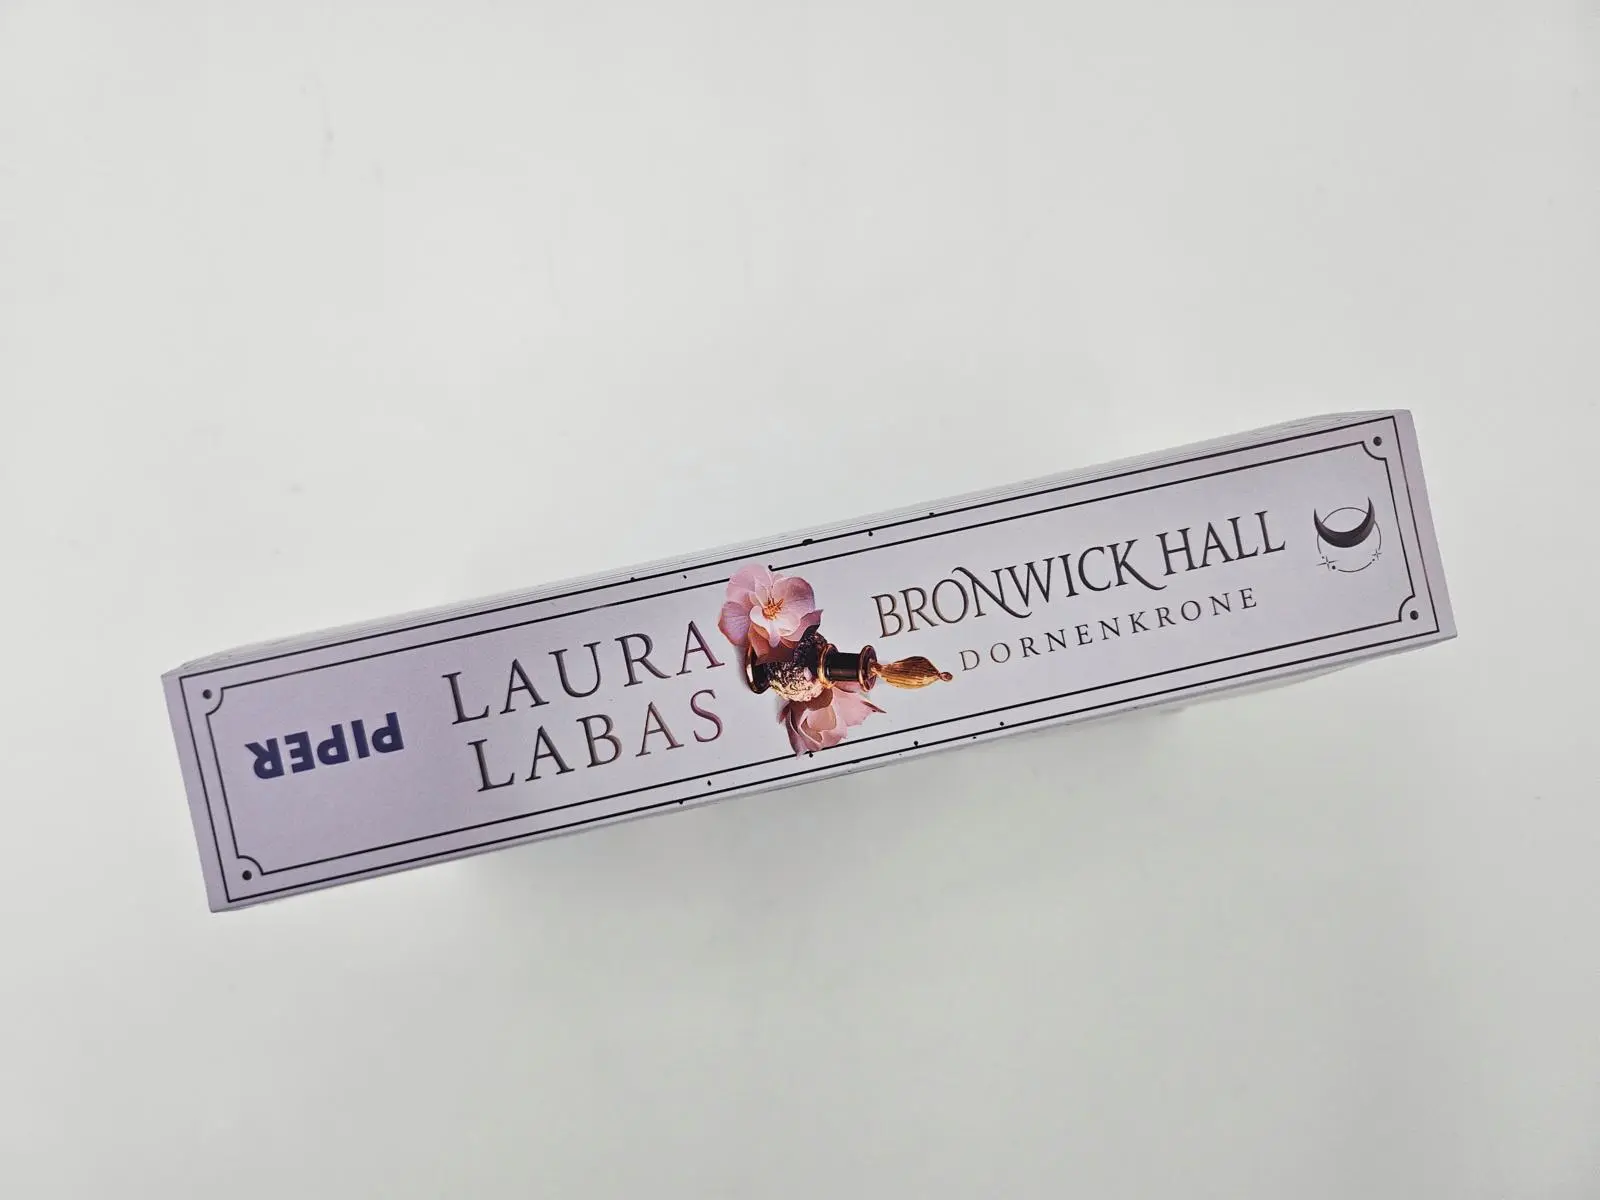 PIPER
LAURA
LABAS
BRONWICK HALL
DORNENKRONE